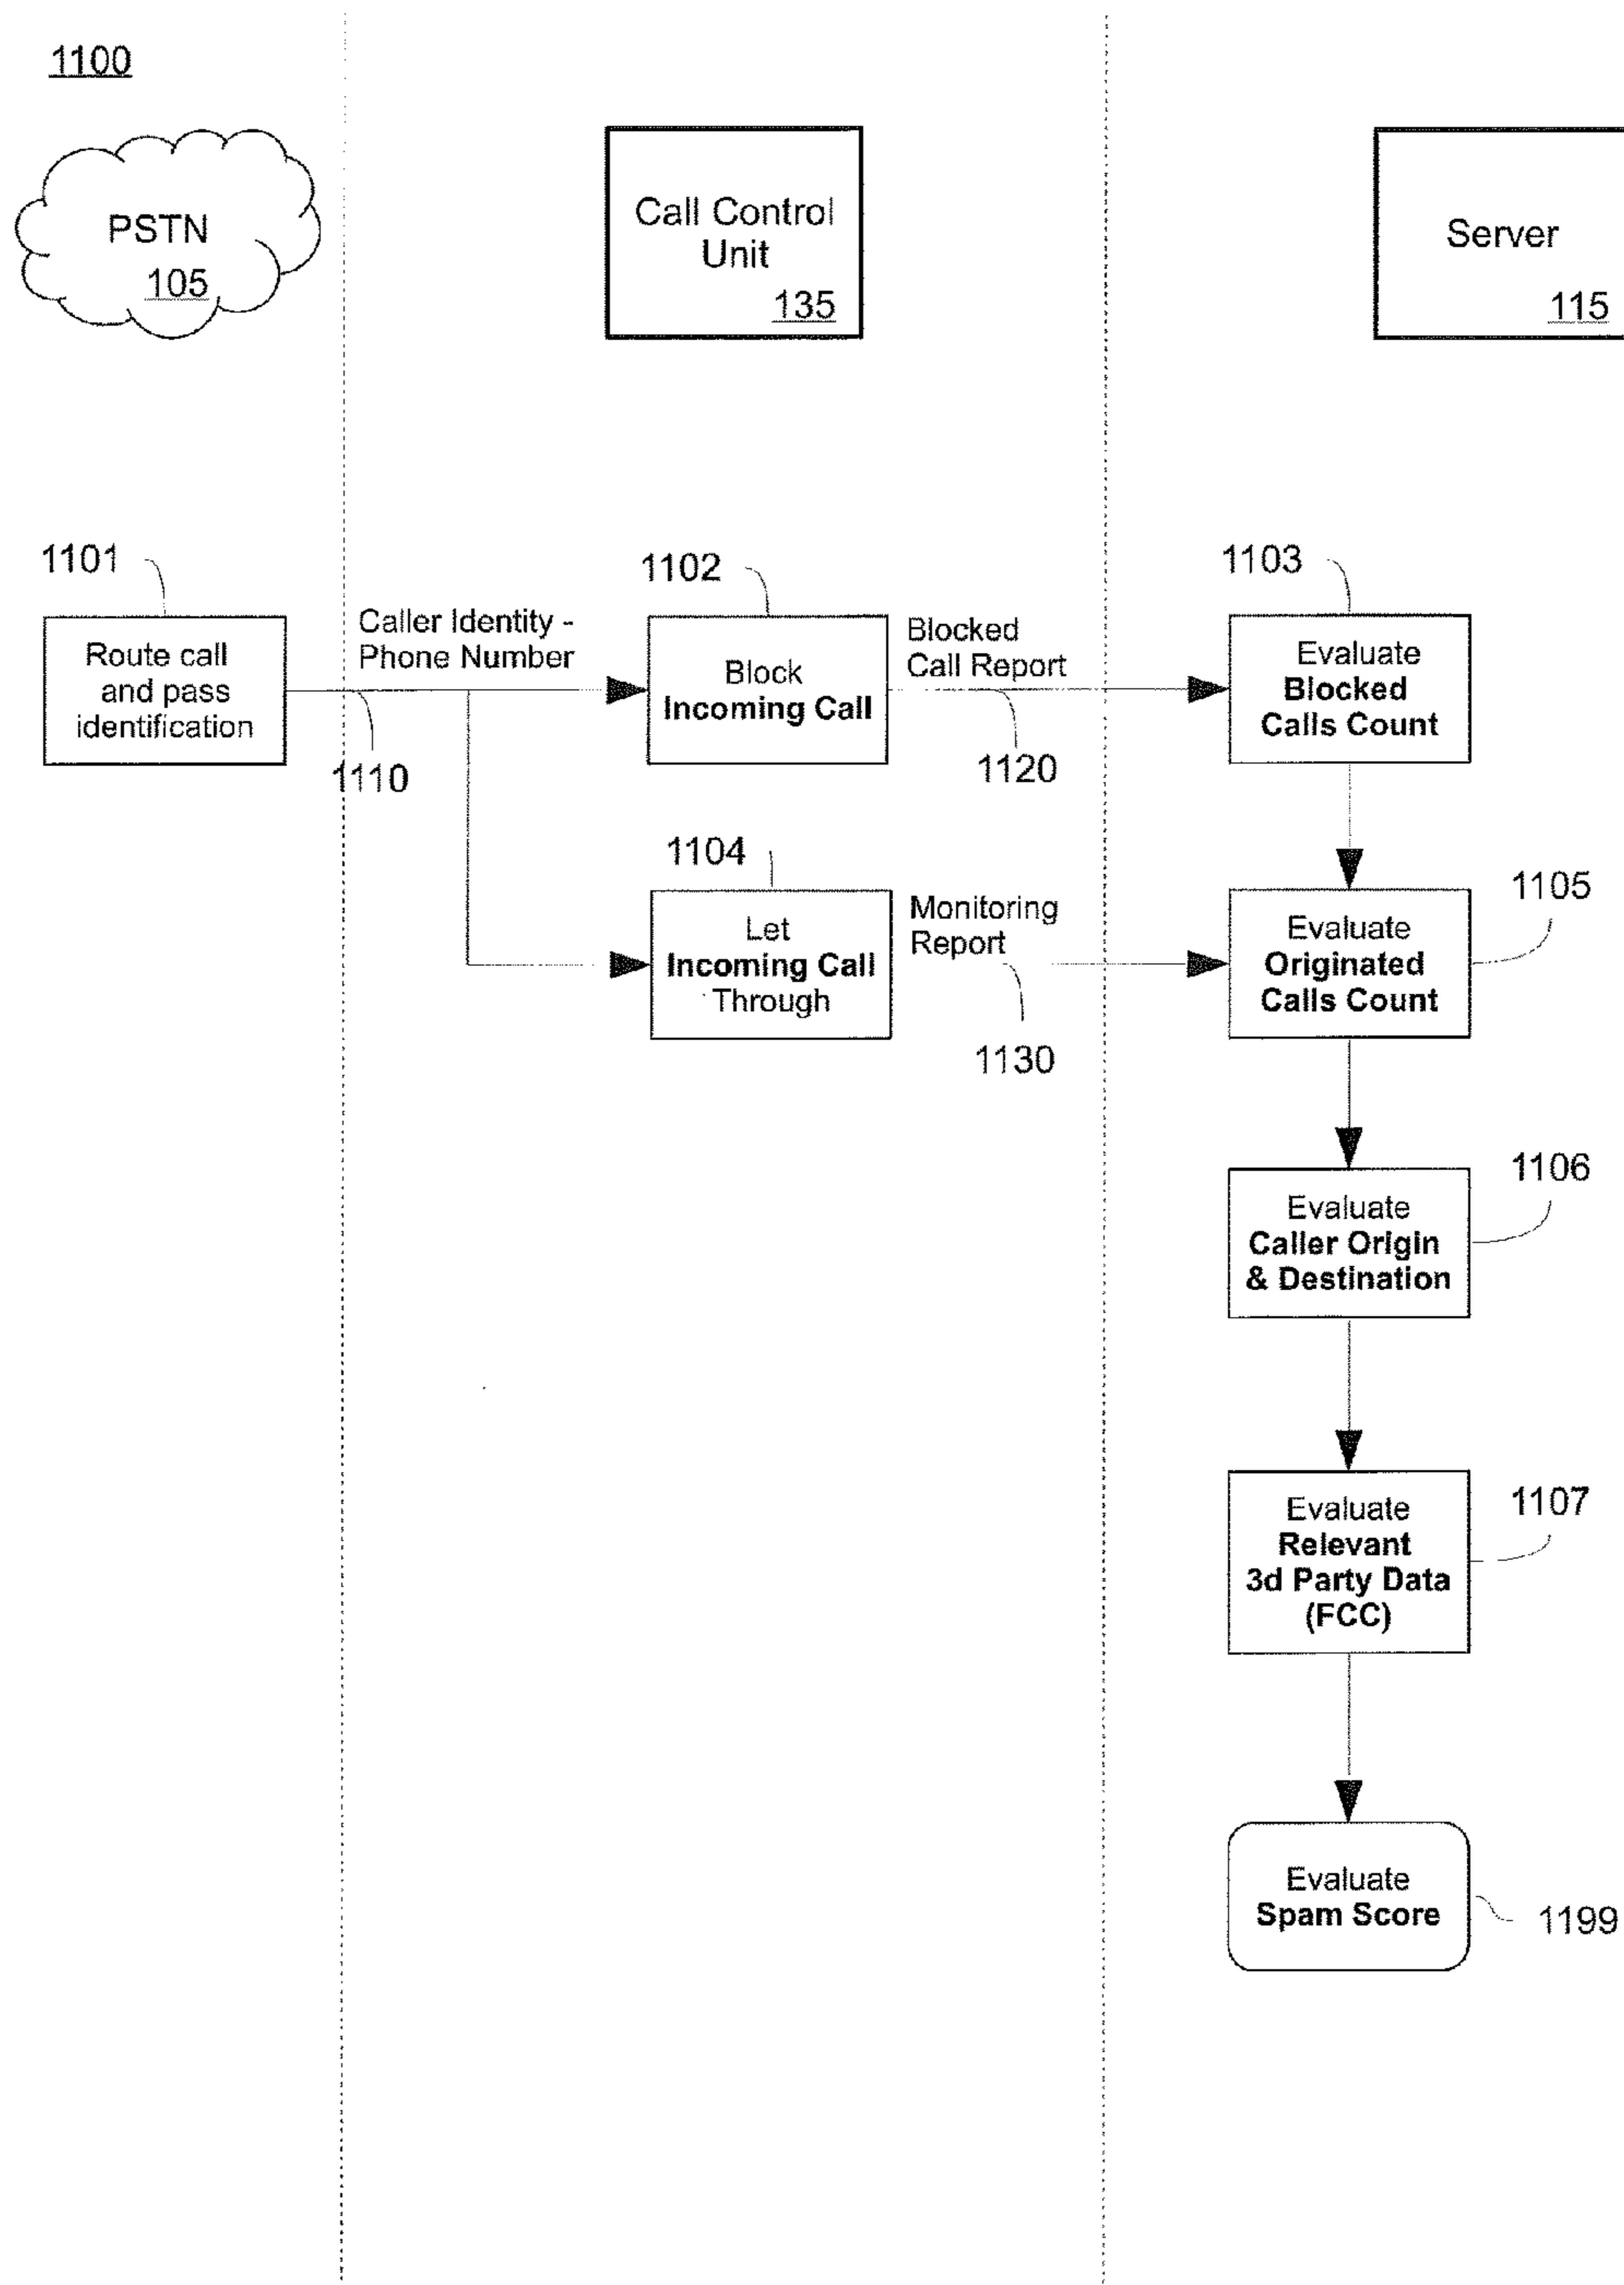 1100
PSTN
105
Call Control
Unit
135
Server
115
1101
Route call
and pass
identification
Caller Identity -
Phone Number
1110
1102
Block
Incoming Call
Blocked
Call Report
1120
1103
Evaluate
Blocked
Calls Count
1104
Let
Incoming Call
Through
Monitoring
Report
1130
1105
Evaluate
Originated
Calls Count
1106
Evaluate
Caller Origin
& Destination
1107
Evaluate
Relevant
3d Party Data
(FCC)
Evaluate
Spam Score
1199